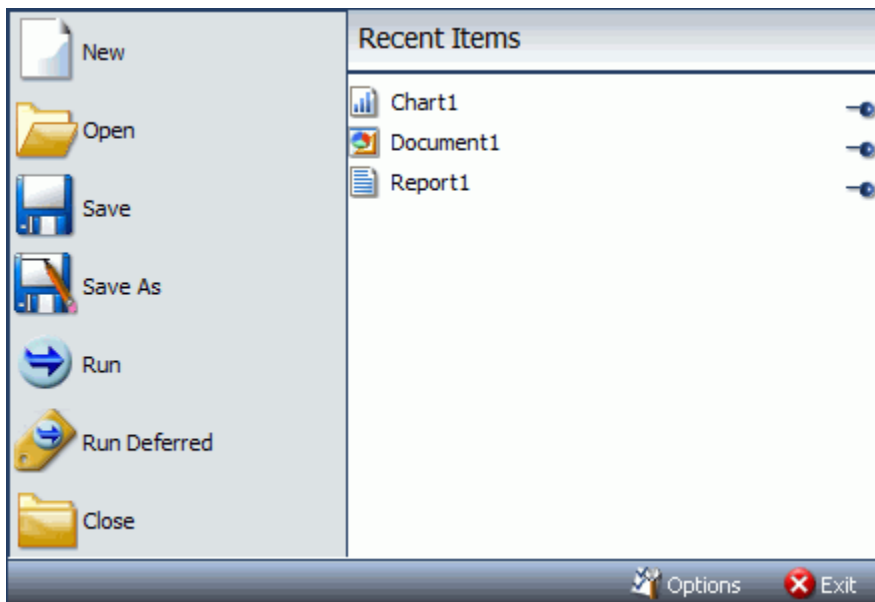 New
Open
Save
Save As
Run
Run Deferred
Close
Recent Items
Chart1
Document1
Report1
Options
Exit